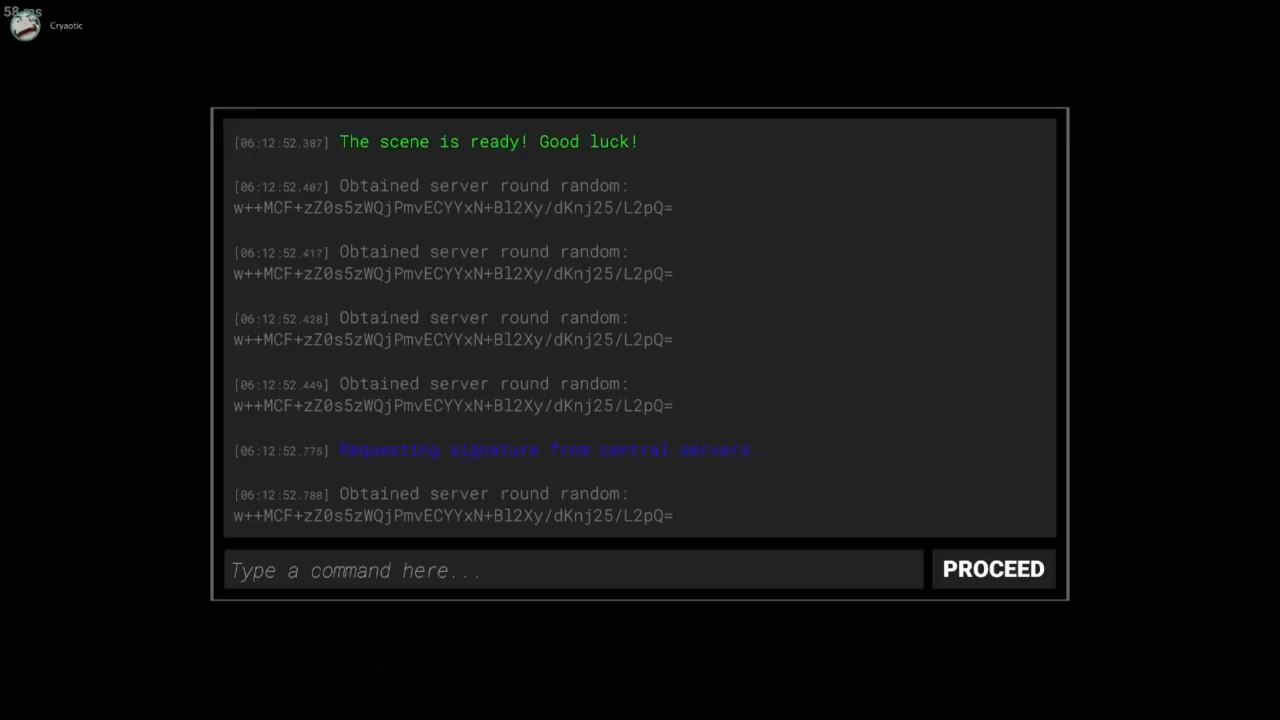 58 ms
Cryaotic
[06:12:52.387] The scene is ready! Good luck!
[06:12:52.407] Obtained server round random:
w++MCF+zZ0s5zWQjPmvECYYxN+Bl2Xy/dKnj25/L2pQ=
[06:12:52.417] Obtained server round random:
w++MCF+zZ0s5zWQjPmvECYYxN+Bl2Xy/dKnj25/L2pQ=
[06:12:52.428] Obtained server round random:
w++MCF+zZ0s5zWQjPmvECYYxN+Bl2Xy/dKnj25/L2pQ=
[06:12:52.449] Obtained server round random:
w++MCF+zZ0s5zWQjPmvECYYxN+Bl2Xy/dKnj25/L2pQ=
[06:12:52.775] Requesting signature from central servers.
[06:12:52.788] Obtained server round random:
w++MCF+zZ0s5zWQjPmvECYYxN+Bl2Xy/dKnj25/L2pQ=
Type a command here...
PROCEED